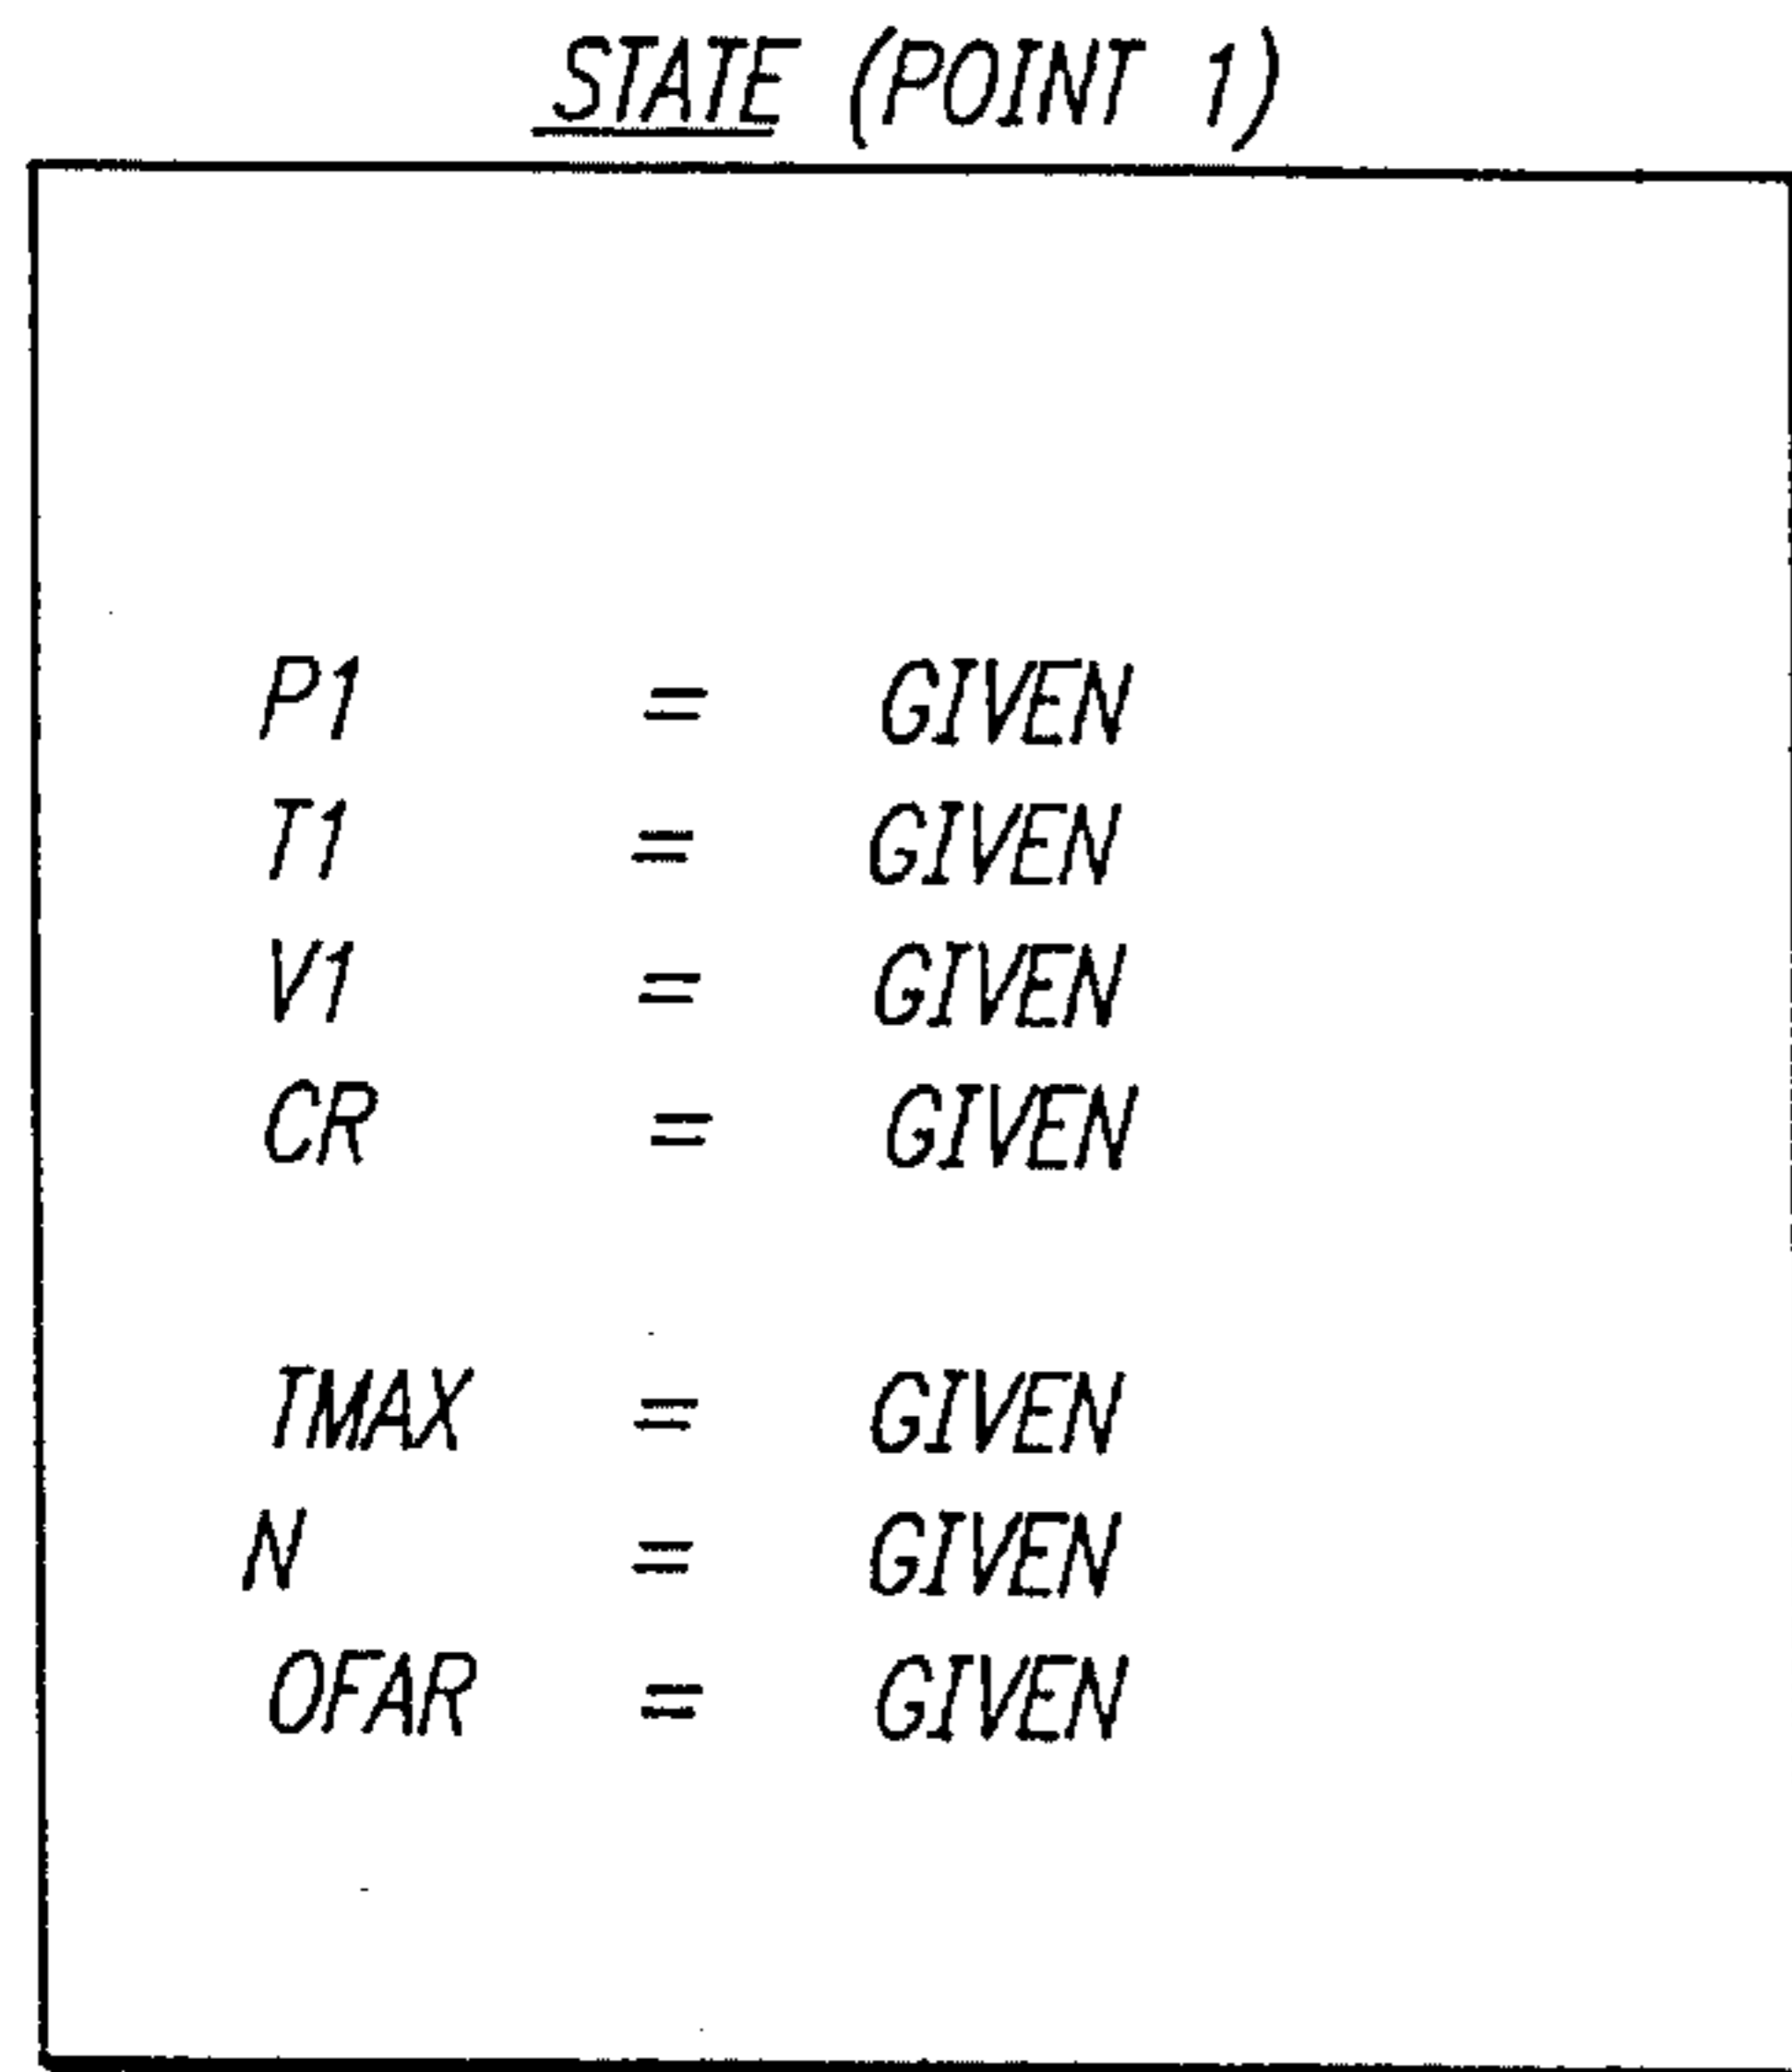 STATE (POINT 1)
P1 = GIVEN
T1 = GIVEN
V1 = GIVEN
CR = GIVEN
TMAX = GIVEN
N = GIVEN
OFAR = GIVEN